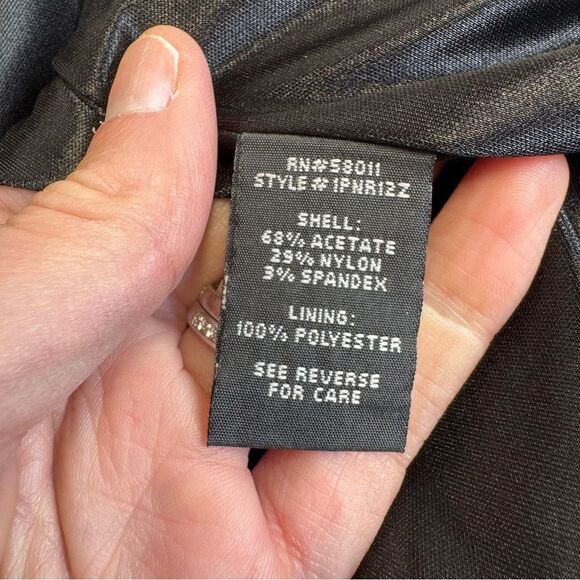 RN#58011
STYLE#1PNR12Z
SHELL:
68% ACETATE
29% NYLON
3% SPANDEX
LINING:
100% POLYESTER
SEE REVERSE
FOR CARE